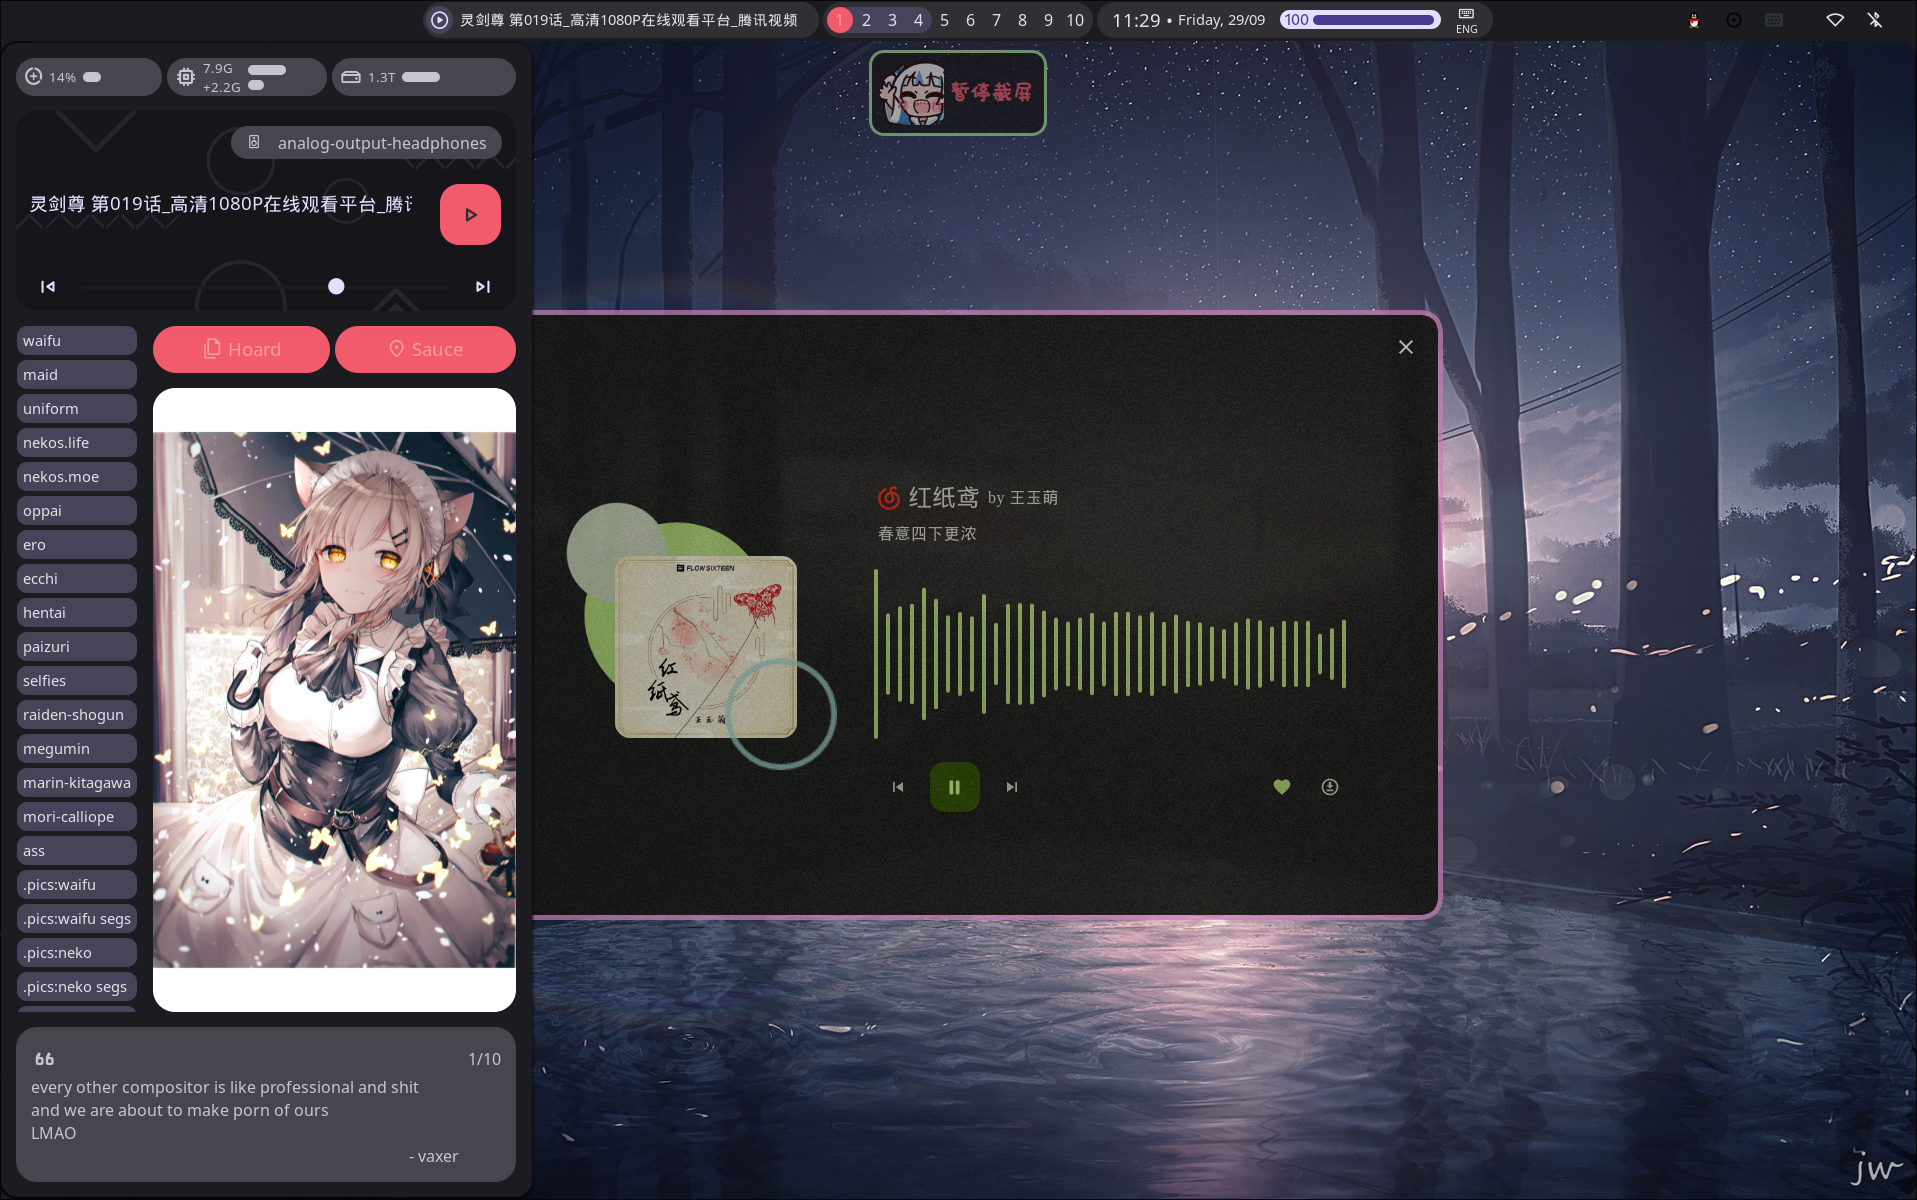 灵剑尊 第019话_高清1080P在线观看平台_腾讯视频
1 2 3 4 5 6 7 8 9 10
11:29 • Friday, 29/09
100
ENG
14%
7.9G
+2.2G
1.3T
暂停截屏
analog-output-headphones
灵剑尊 第019话_高清1080P在线观看平台_腾
Hoard
Sauce
waifu
maid
uniform
nekos.life
nekos.moe
oppai
ero
ecchi
hentai
paizuri
selfies
raiden-shogun
megumin
marin-kitagawa
mori-calliope
ass
.pics:waifu
.pics:waifu segs
.pics:neko
.pics:neko segs
红纸鸢 by 王玉萌
春意四下更浓
FLOW SIXTEEN
红
纸
鸢
王玉萌
1/10
every other compositor is like professional and shit
and we are about to make porn of ours
LMAO
- vaxer
jw